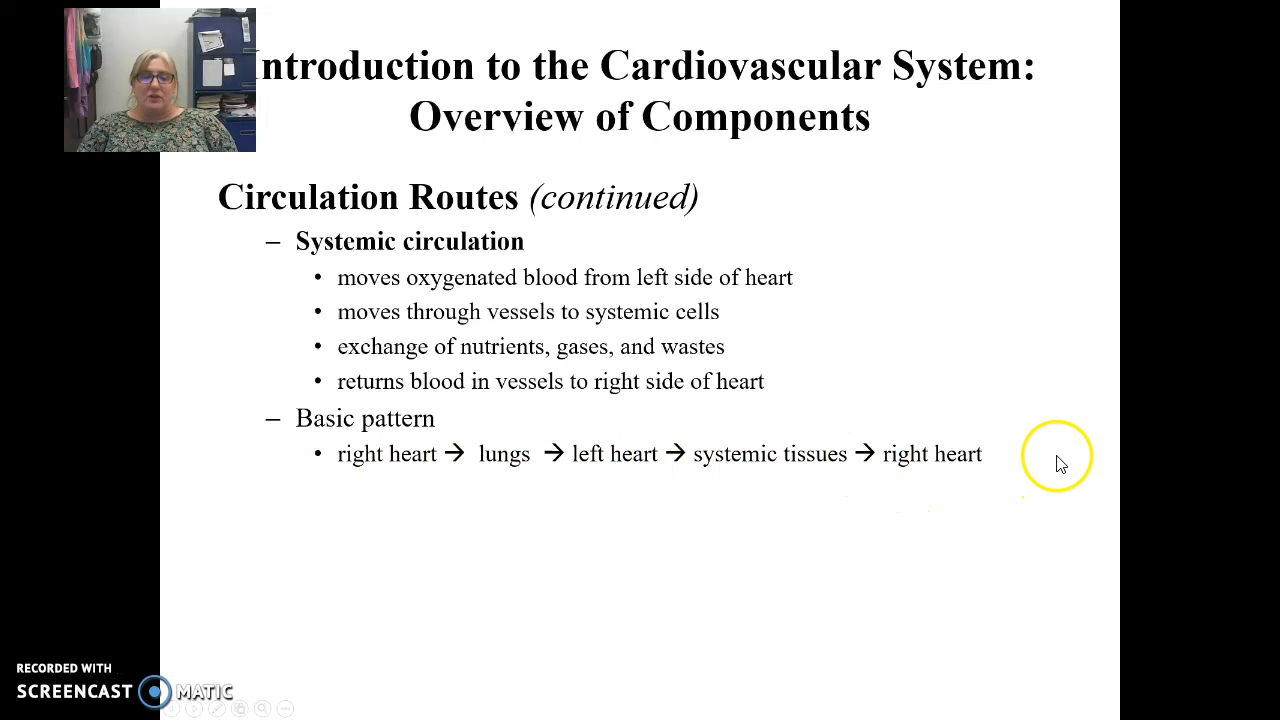 Introduction to the Cardiovascular System:
Overview of Components
Circulation Routes (continued)
– Systemic circulation
• moves oxygenated blood from left side of heart
• moves through vessels to systemic cells
• exchange of nutrients, gases, and wastes
• returns blood in vessels to right side of heart
– Basic pattern
• right heart → lungs → left heart → systemic tissues → right heart
RECORDED WITH
SCREENCAST MATIC